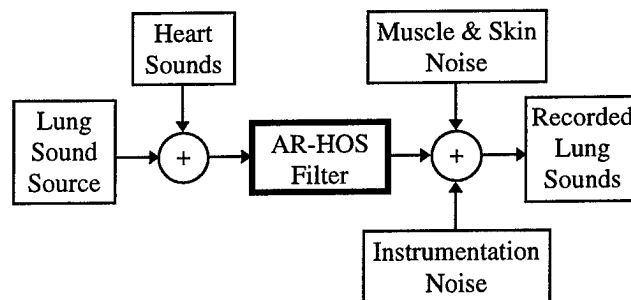 Heart
Sounds
Muscle & Skin
Noise
Lung
Sound
Source
+
AR-HOS
Filter
+
Recorded
Lung
Sounds
Instrumentation
Noise